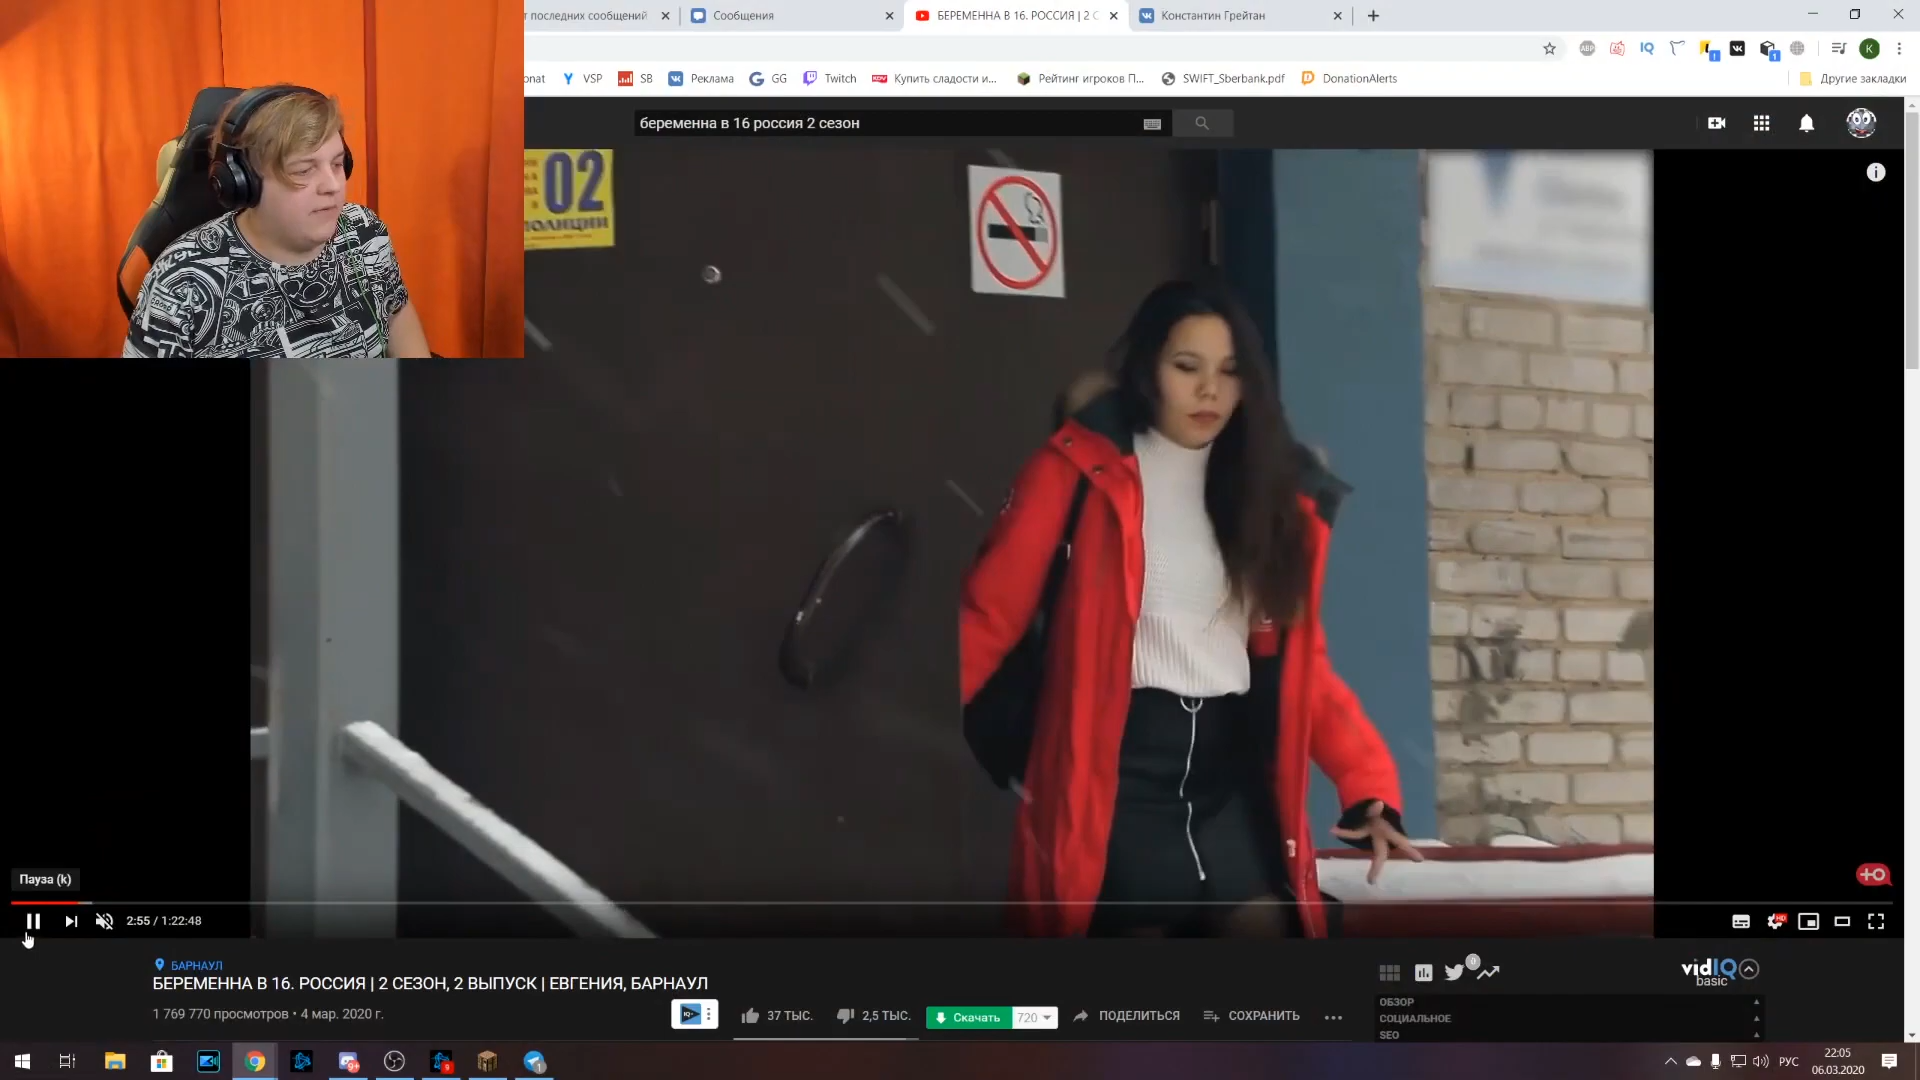 т последних сообщений
Сообщения
БЕРЕМЕННА В 16. РОССИЯ | 2 С
Константин Грейтан
onat
VSP
SB
Реклама
GG
Twitch
Купить сладости и...
Рейтинг игроков П...
SWIFT_Sberbank.pdf
DonationAlerts
Другие закладки
беременна в 16 россия 2 сезон
02
ПОЛИЦИИ
Пауза (k)
2:55 / 1:22:48
HD
Ю
БАРНАУЛ
БЕРЕМЕННА В 16. РОССИЯ | 2 СЕЗОН, 2 ВЫПУСК | ЕВГЕНИЯ, БАРНАУЛ
1 769 770 просмотров • 4 мар. 2020 г.
37 ТЫС.
2,5 ТЫС.
Скачать
720
ПОДЕЛИТЬСЯ
СОХРАНИТЬ
0
vidIQ
basic
ОБЗОР
СОЦИАЛЬНОЕ
SEO
РУС
22:05
06.03.2020